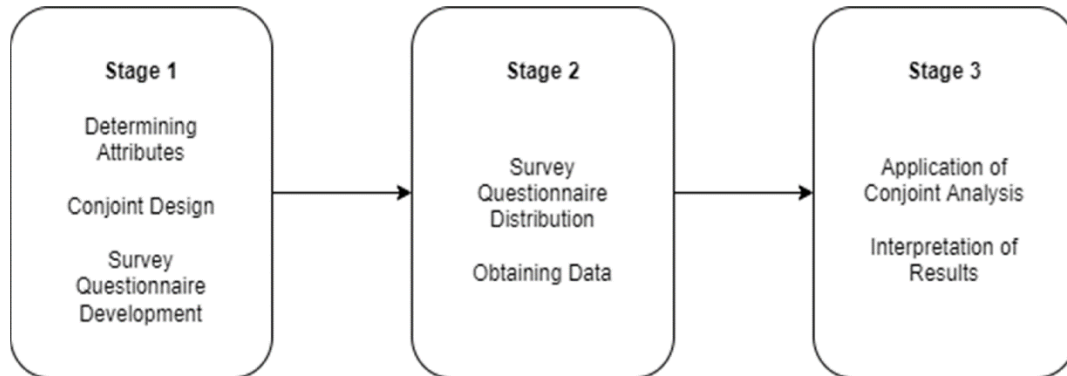 Stage 1
Determining
Attributes
Conjoint Design
Survey
Questionnaire
Development
Stage 2
Survey
Questionnaire
Distribution
Obtaining Data
Stage 3
Application of
Conjoint Analysis
Interpretation of
Results